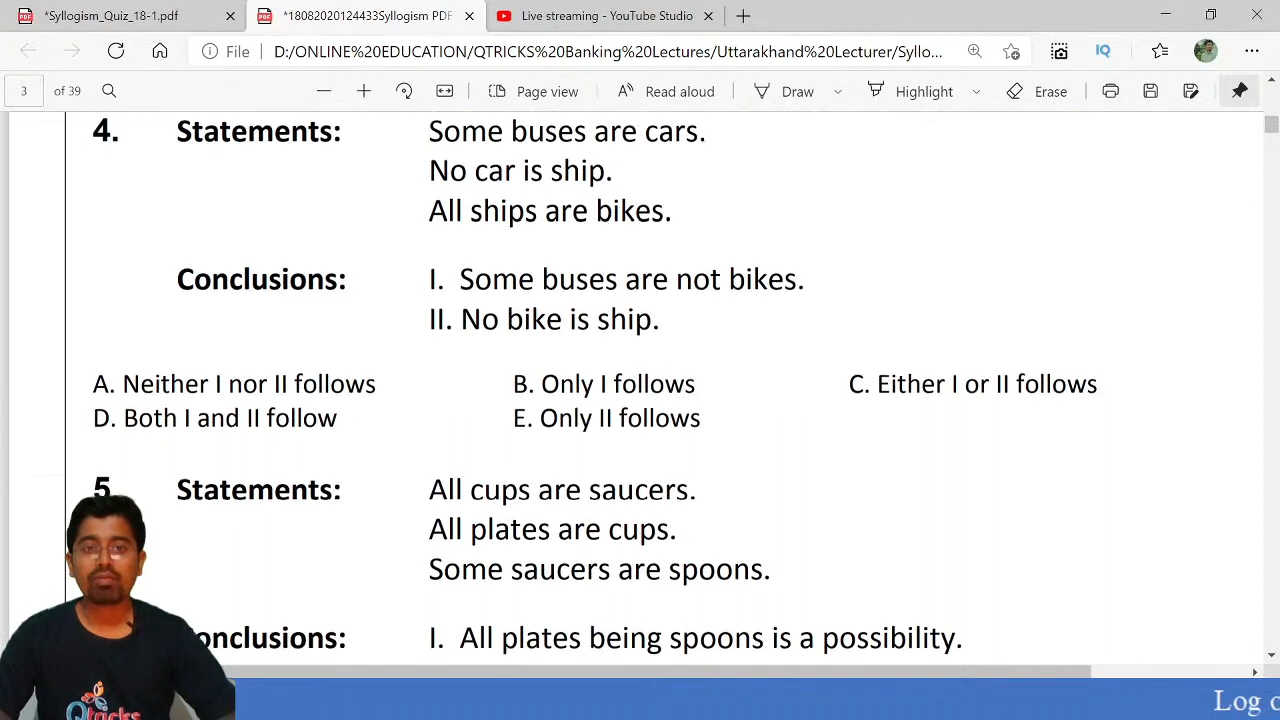 *Syllogism_Quiz_18-1.pdf
*18082020124433Syllogism PDF
Live streaming - YouTube Studio
File
D:/ONLINE%20EDUCATION/QTRICKS%20Banking%20Lectures/Uttarakhand%20Lecturer/Syllo...
IQ
3 of 39
Page view
Read aloud
Draw
Highlight
Erase
4. Statements: Some buses are cars.
No car is ship.
All ships are bikes.
Conclusions: I. Some buses are not bikes.
II. No bike is ship.
A. Neither I nor II follows B. Only I follows C. Either I or II follows
D. Both I and II follow E. Only II follows
5 Statements: All cups are saucers.
All plates are cups.
Some saucers are spoons.
onclusions: I. All plates being spoons is a possibility.
Qtricks
Log o